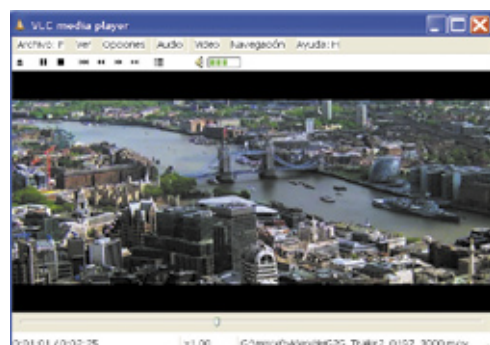 VLC media player
Archivo: F Ver Opciones Audio Video Navegación Ayuda: H
0:01:01 / 0:02:25 x1.00